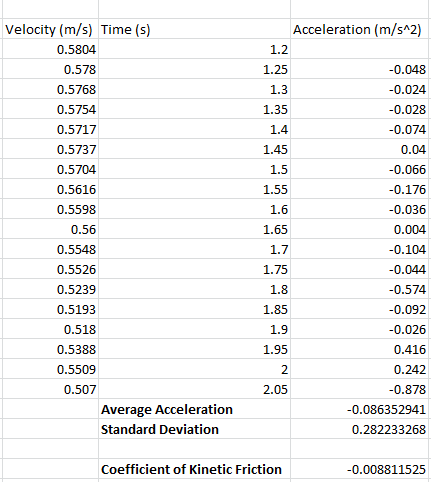 Velocity (m/s) Time (s) Acceleration (m/s^2)
0.5804 1.2
0.578 1.25 -0.048
0.5768 1.3 -0.024
0.5754 1.35 -0.028
0.5717 1.4 -0.074
0.5737 1.45 0.04
0.5704 1.5 -0.066
0.5616 1.55 -0.176
0.5598 1.6 -0.036
0.56 1.65 0.004
0.5548 1.7 -0.104
0.5526 1.75 -0.044
0.5239 1.8 -0.574
0.5193 1.85 -0.092
0.518 1.9 -0.026
0.5388 1.95 0.416
0.5509 2 0.242
0.507 2.05 -0.878
Average Acceleration -0.086352941
Standard Deviation 0.282233268
Coefficient of Kinetic Friction -0.008811525